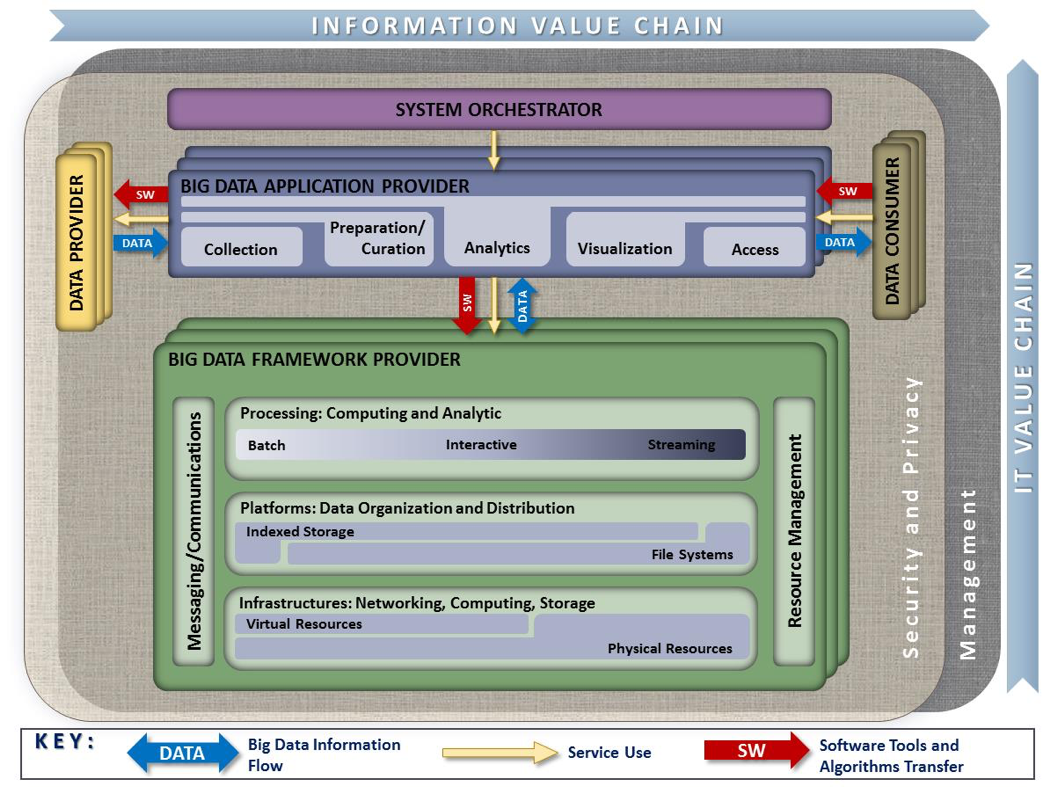 INFORMATION VALUE CHAIN
SYSTEM ORCHESTRATOR
DATA PROVIDER
SW
DATA
BIG DATA APPLICATION PROVIDER
Collection
Preparation/
Curation
Analytics
Visualization
Access
SW
DATA
DATA CONSUMER
SW
DATA
BIG DATA FRAMEWORK PROVIDER
Messaging/Communications
Processing: Computing and Analytic
Batch
Interactive
Streaming
Platforms: Data Organization and Distribution
Indexed Storage
File Systems
Infrastructures: Networking, Computing, Storage
Virtual Resources
Physical Resources
Resource Management
Security and Privacy
Management
IT VALUE CHAIN
KEY:
DATA
Big Data Information
Flow
Service Use
SW
Software Tools and
Algorithms Transfer